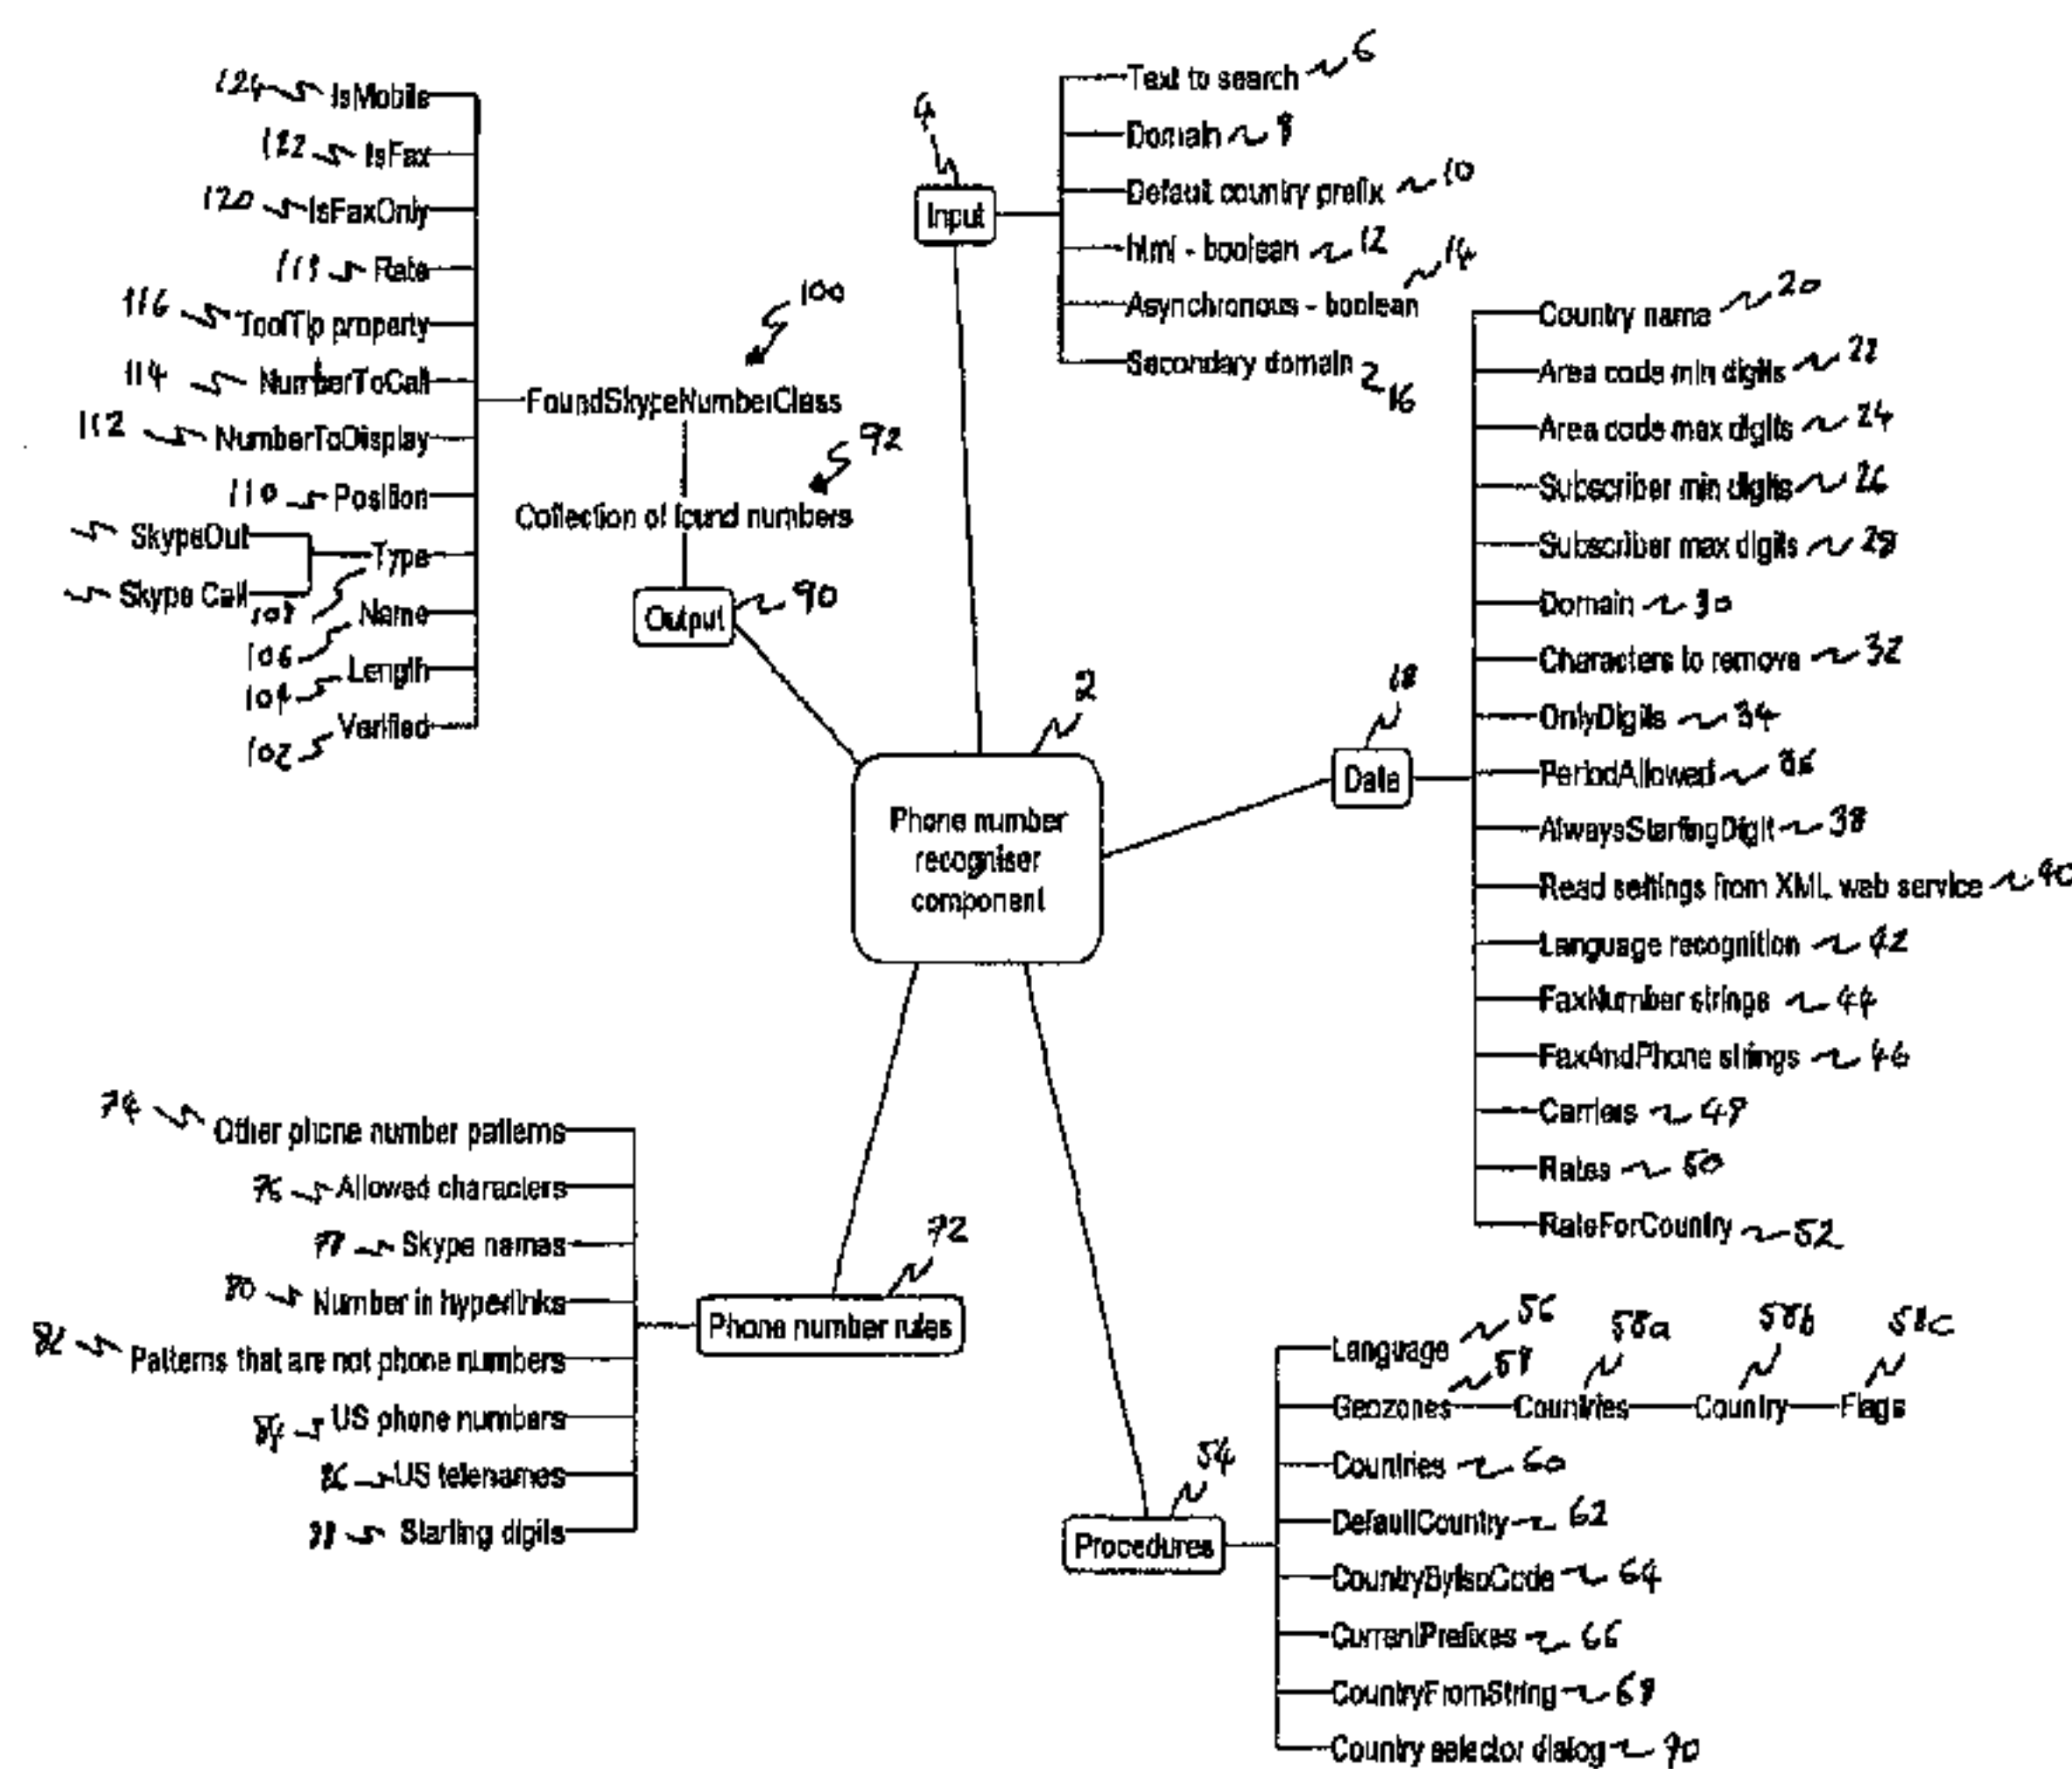 124 IsMobile
122 IsFax
120 IsFaxOnly
118 Rate
116 ToolTip property
114 NumberToCall
112 NumberToDisplay
110 Position
SkypeOut
Skype Call
108 Type
106 Name
104 Length
102 Verified
100
FoundSkypeNumberClass
92
Collection of found numbers
Output 90
4
Input
Text to search 6
Domain 8
Default country prefix 10
html - boolean 12
Asynchronous - boolean 14
Secondary domain 16
2
Phone number
recogniser
component
18
Data
Country name 20
Area code min digits 22
Area code max digits 24
Subscriber min digits 26
Subscriber max digits 28
Domain 30
Characters to remove 32
OnlyDigits 34
PeriodAllowed 36
AlwaysStartingDigit 38
Read settings from XML web service 40
Language recognition 42
FaxNumber strings 44
FaxAndPhone strings 46
Carriers 48
Rates 50
RateForCountry 52
74 Other phone number patterns
76 Allowed characters
78 Skype names
80 Number in hyperlinks
82 Patterns that are not phone numbers
84 US phone numbers
86 US telenames
88 Starting digits
72
Phone number rules
54
Procedures
Language 56
Geozones 58 Countries 58a Country 58b Flags 58c
Countries 60
DefaultCountry 62
CountryByIsoCode 64
CurrentPrefixes 66
CountryFromString 68
Country selector dialog 70